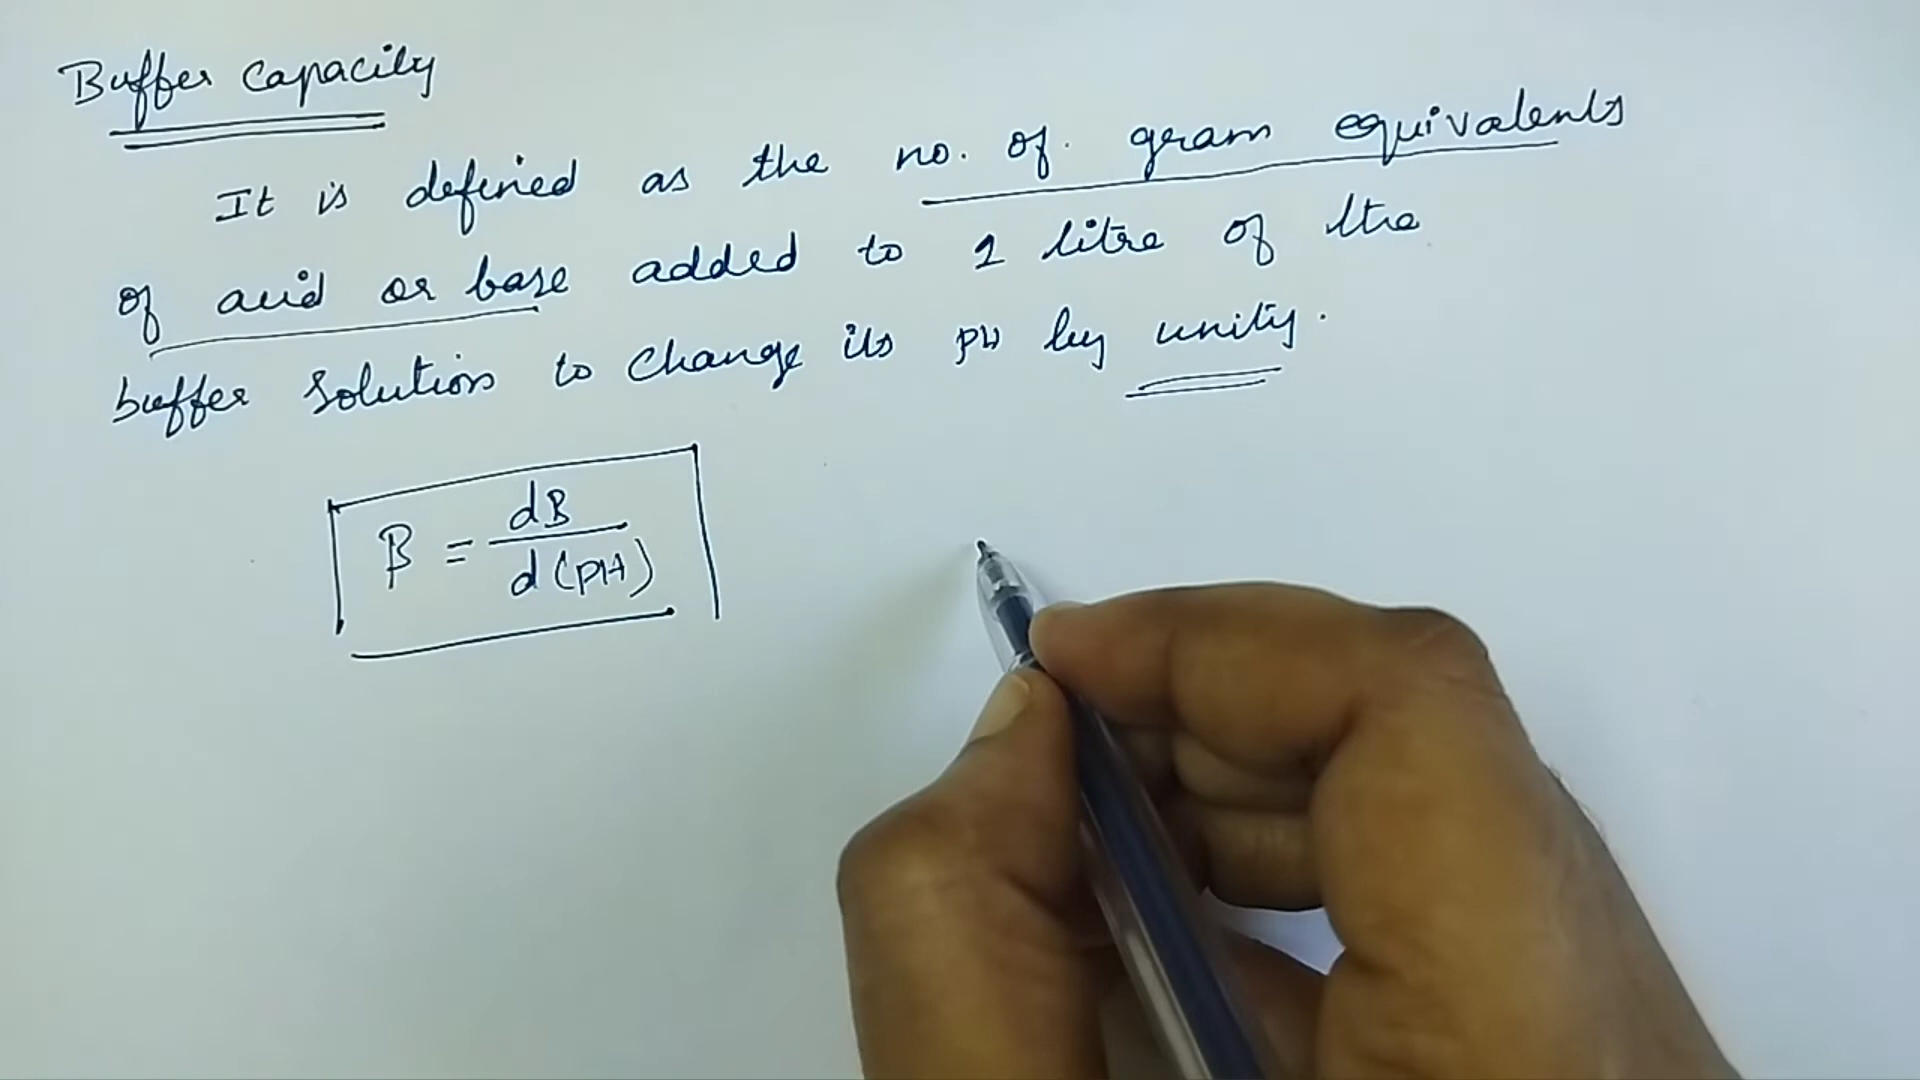 Buffer Capacity
It is defined as the no. of. gram equivalents
of acid or base added to 1 litre of the
buffer solution to change its pH by unity.
β = dB / d(pH)